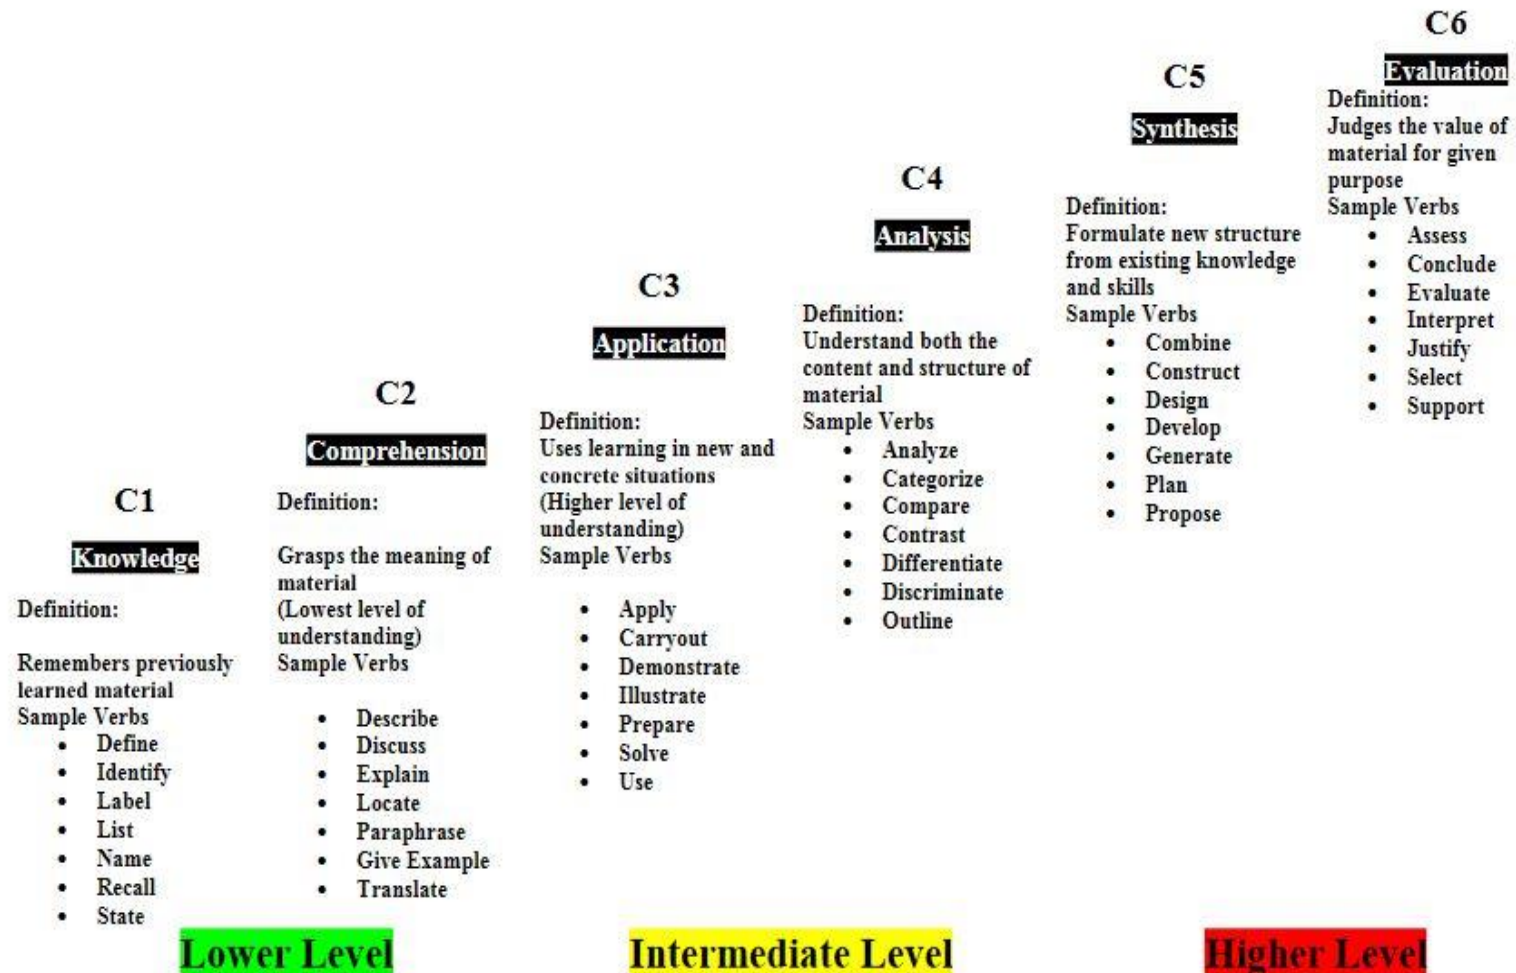 C1
Knowledge
Definition:
Remembers previously
learned material
Sample Verbs
• Define
• Identify
• Label
• List
• Name
• Recall
• State
C2
Comprehension
Definition:
Grasps the meaning of
material
(Lowest level of
understanding)
Sample Verbs
• Describe
• Discuss
• Explain
• Locate
• Paraphrase
• Give Example
• Translate
C3
Application
Definition:
Uses learning in new and
concrete situations
(Higher level of
understanding)
Sample Verbs
• Apply
• Carryout
• Demonstrate
• Illustrate
• Prepare
• Solve
• Use
C4
Analysis
Definition:
Understand both the
content and structure of
material
Sample Verbs
• Analyze
• Categorize
• Compare
• Contrast
• Differentiate
• Discriminate
• Outline
C5
Synthesis
Definition:
Formulate new structure
from existing knowledge
and skills
Sample Verbs
• Combine
• Construct
• Design
• Develop
• Generate
• Plan
• Propose
C6
Evaluation
Definition:
Judges the value of
material for given
purpose
Sample Verbs
• Assess
• Conclude
• Evaluate
• Interpret
• Justify
• Select
• Support
Lower Level
Intermediate Level
Higher Level